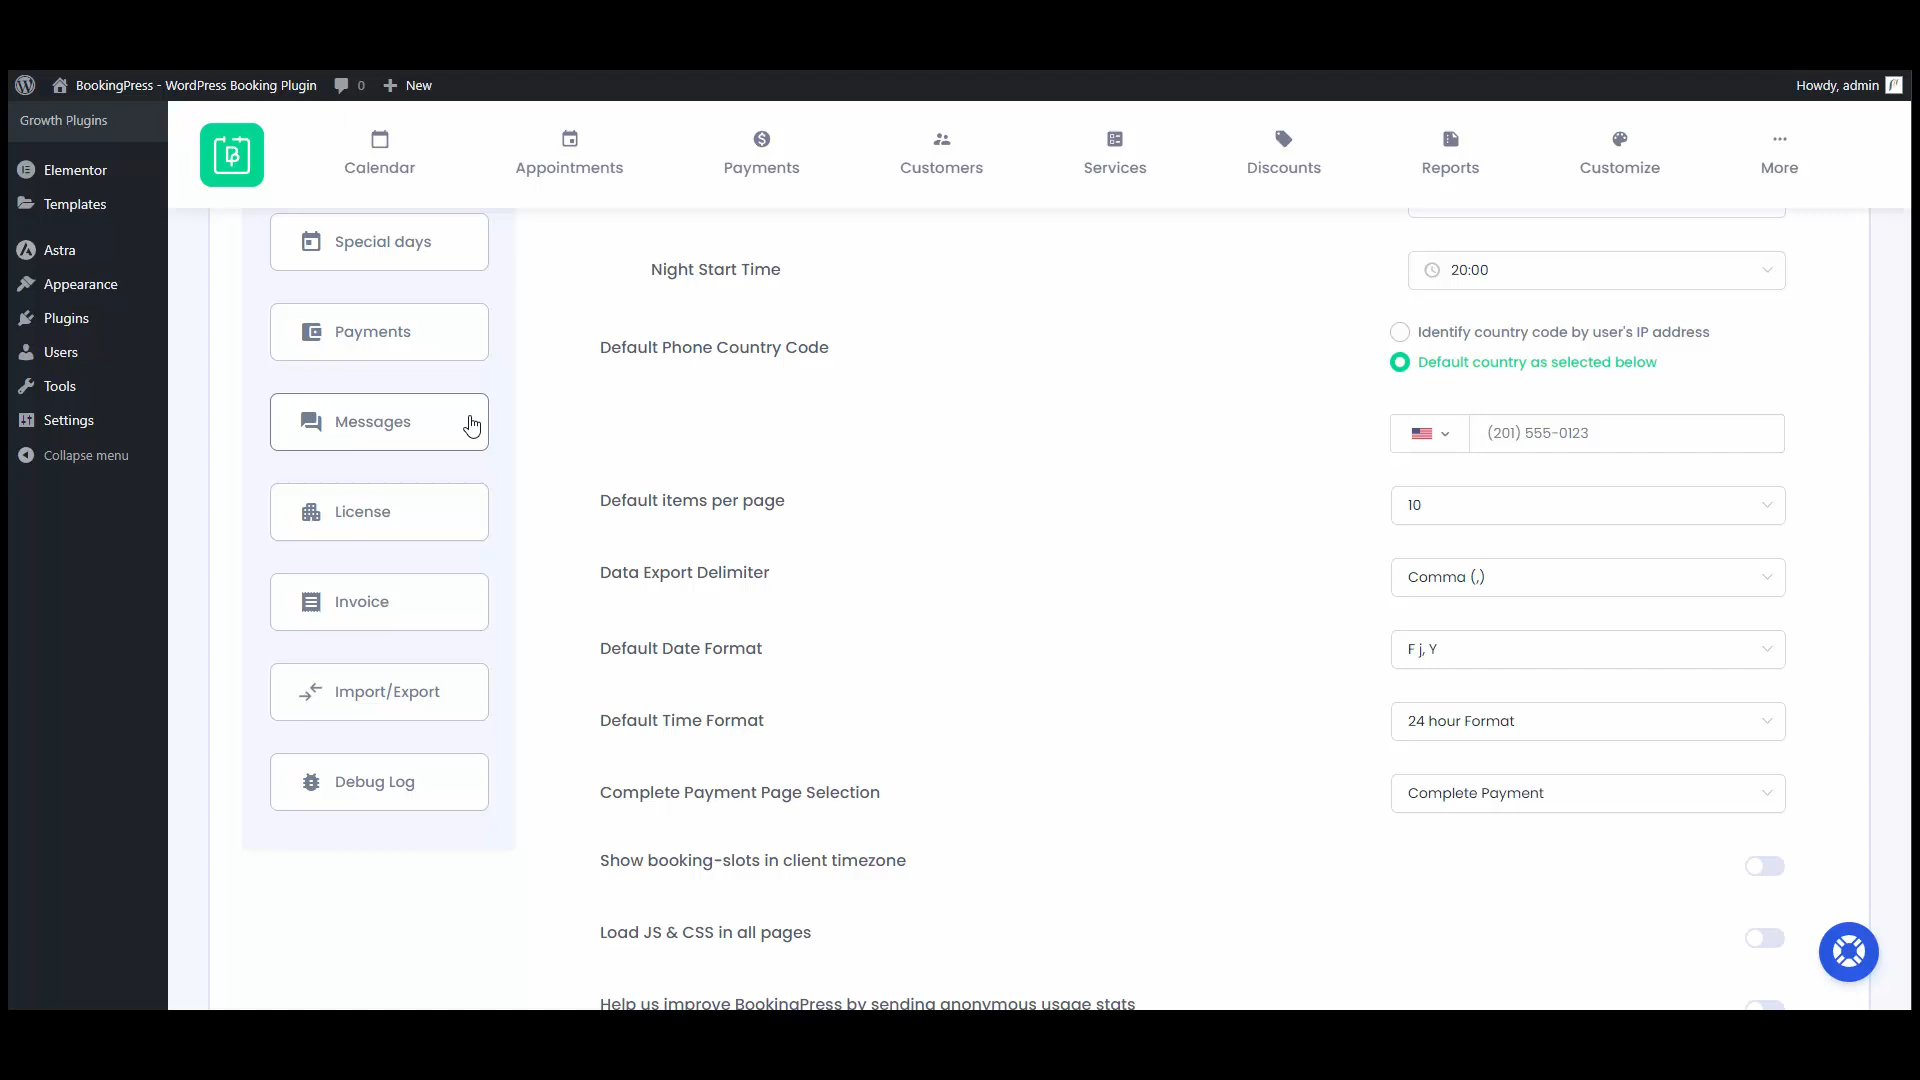 BookingPress - WordPress Booking Plugin
0
New
Howdy, admin
Growth Plugins
Elementor
Templates
Astra
Appearance
Plugins
Users
Tools
Settings
Collapse menu
Calendar
Appointments
Payments
Customers
Services
Discounts
Reports
Customize
More
Special days
Payments
Messages
License
Invoice
Import/Export
Debug Log
Night Start Time
20:00
Default Phone Country Code
Identify country code by user's IP address
Default country as selected below
(201) 555-0123
Default items per page
10
Data Export Delimiter
Comma (,)
Default Date Format
F j, Y
Default Time Format
24 hour Format
Complete Payment Page Selection
Complete Payment
Show booking-slots in client timezone
Load JS & CSS in all pages
Help us improve BookingPress by sending anonymous usage stats